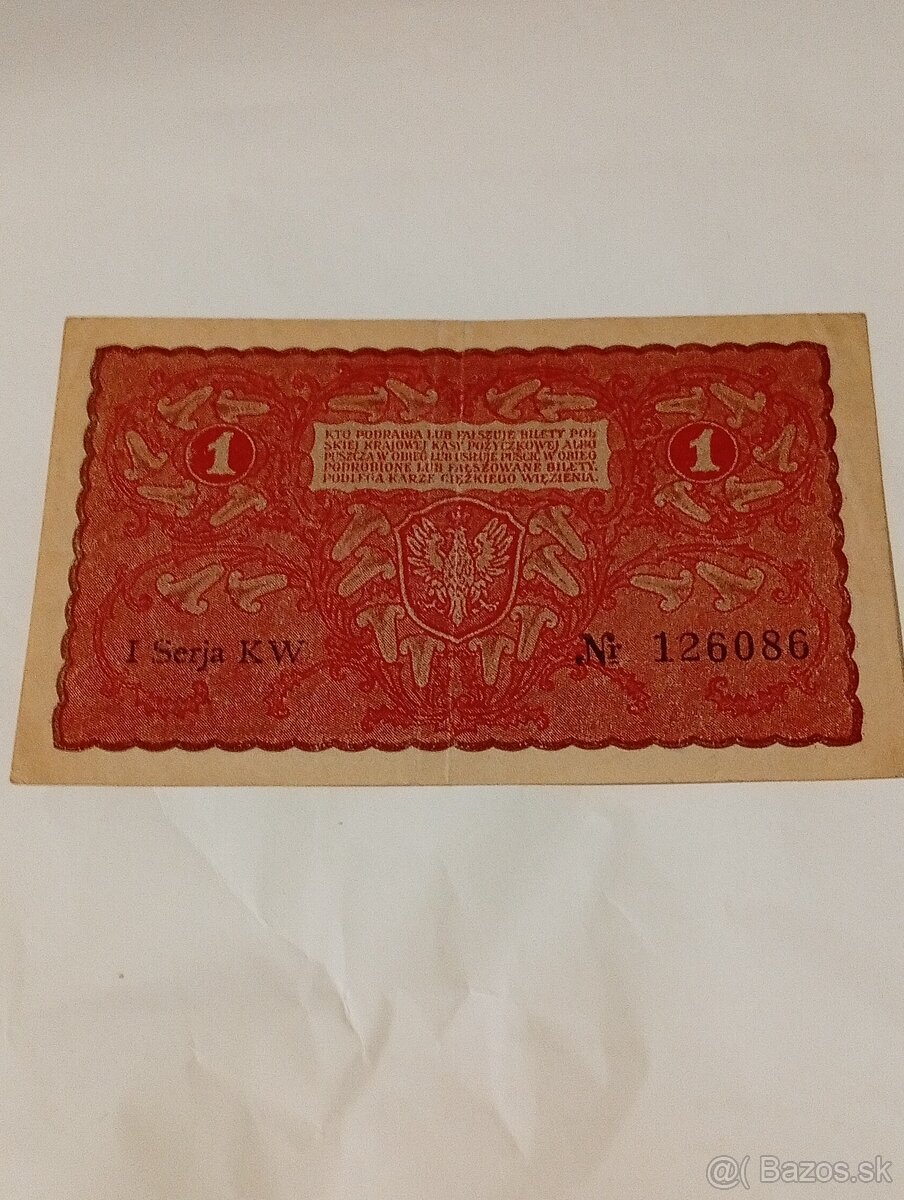 KTO PODRABIA LUB FAŁSZUJE BILETY POL
SKIEJ KRAJOWEJ KASY POŻYCZKOWEJ ALBO
PUSZCZA W OBIEG LUB USIŁUJE PUŚCIĆ W OBIEG
PODROBIONE LUB FAŁSZOWANE BILETY,
PODLEGA KARZE CIĘŻKIEGO WIĘZIENIA.
1
1
I Serja KW
№ 126086
@( Bazos.sk